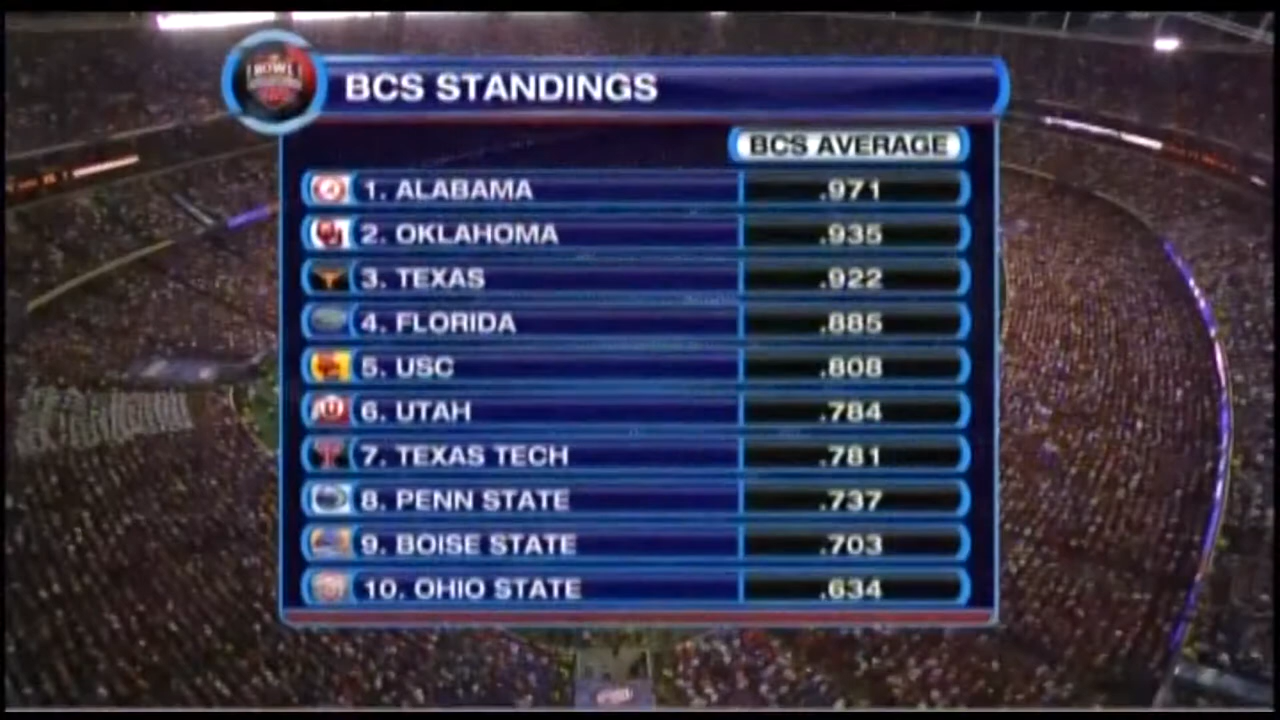 BOWL
BCS STANDINGS
BCS AVERAGE
1. ALABAMA .971
2. OKLAHOMA .935
3. TEXAS .922
4. FLORIDA .885
5. USC .808
6. UTAH .784
7. TEXAS TECH .781
8. PENN STATE .737
9. BOISE STATE .703
10. OHIO STATE .634